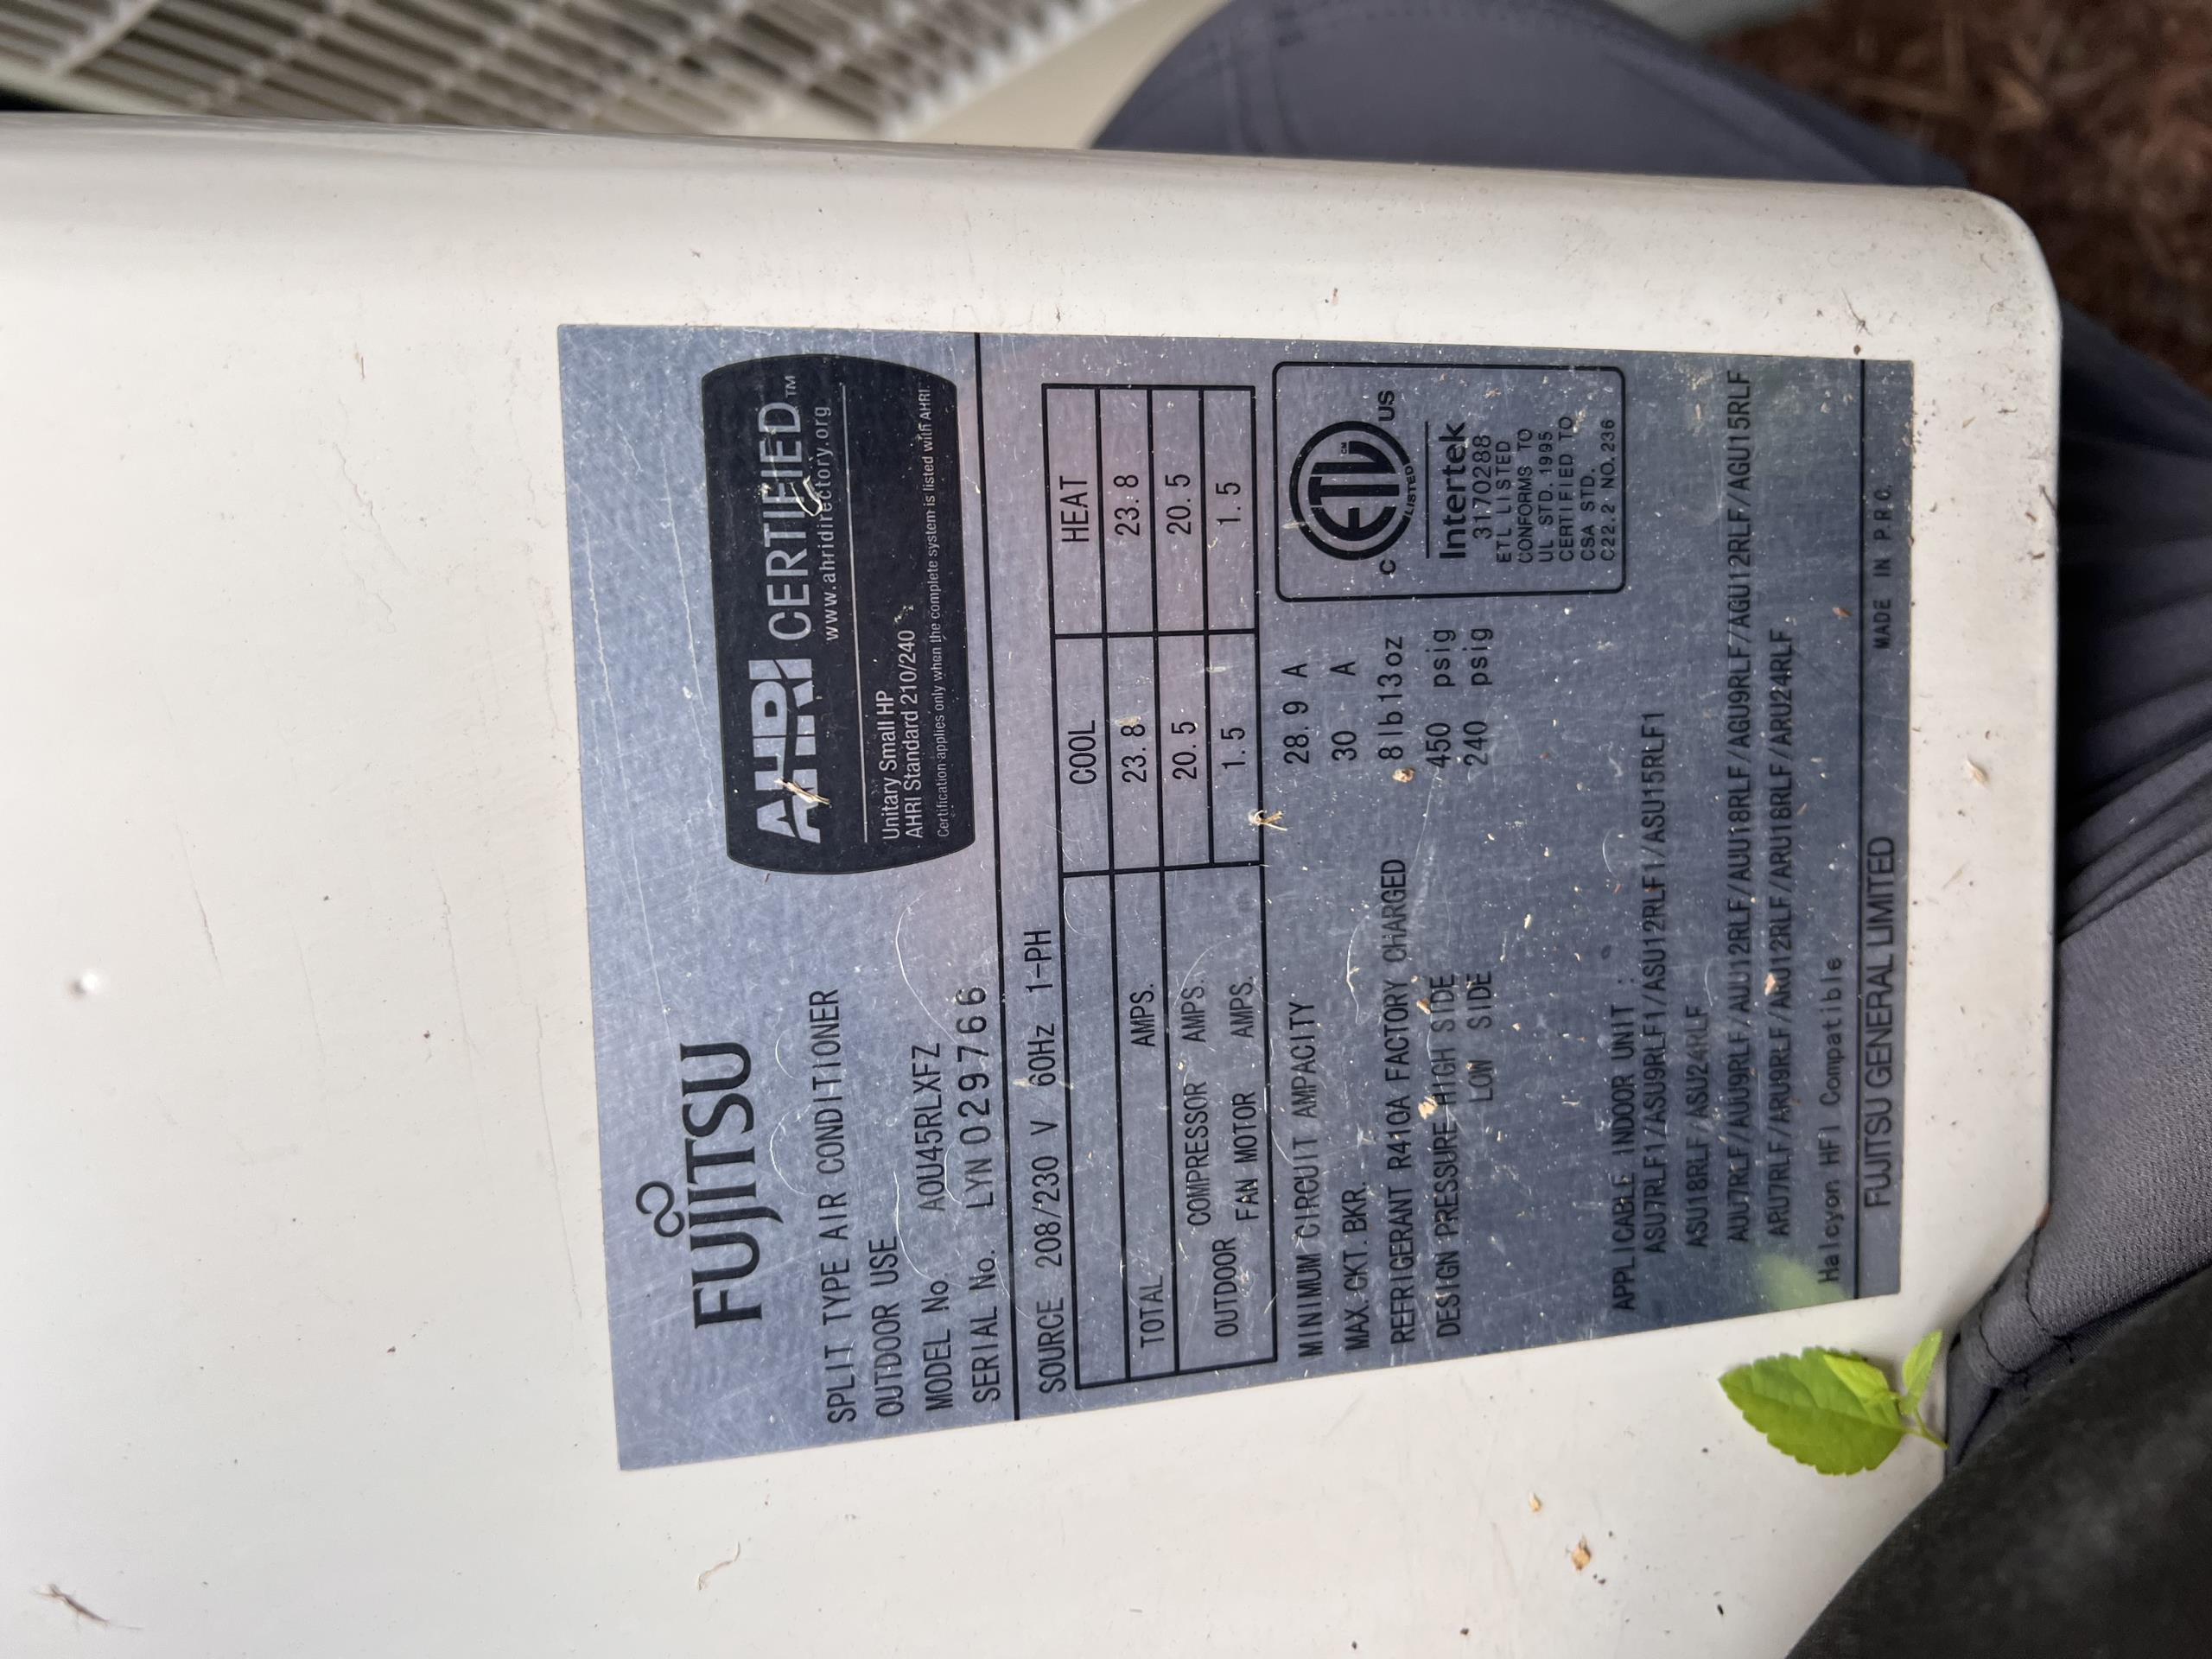 FUJITSU
AHRI CERTIFIED™
www.ahridirectory.org
Unitary Small HP
AHRI Standard 210/240
Certification applies only when the complete system is listed with AHRI.
SPLIT TYPE AIR CONDITIONER
OUTDOOR USE
MODEL No AOU45RLXFZ
SERIAL No. LYN 029766
SOURCE 208/230 V 60Hz 1-PH
COOL HEAT
TOTAL AMPS. 23.8 23.8
OUTDOOR COMPRESSOR AMPS. 20.5 20.5
FAN MOTOR AMPS. 1.5 1.5
MINIMUM CIRCUIT AMPACITY 28.9 A
MAX.CKT.BKR. 30 A
REFRIGERANT R410A FACTORY CHARGED 8lb13oz
DESIGN PRESSURE HIGH SIDE 450 psig
LOW SIDE 240 psig
C ETL CM LISTED US
Intertek
3170288
ETL LISTED
CONFORMS TO
UL STD.1995
CERTIFIED TO
CSA STD.
C22.2 NO.236
APPLICABLE INDOOR UNIT :
ASU7RLF1/ASU9RLF1/ASU12RLF1/ASU15RLF1
ASU18RLF/ASU24RLF
AUU7RLF/AUU9RLF/AUU12RLF/AUU18RLF/AGU9RLF/AGU12RLF/AGU15RLF
ARU7RLF/ARU9RLF/ARU12RLF/ARU18RLF/ARU24RLF
Halcyon HFI Compatible
FUJITSU GENERAL LIMITED MADE IN P.R.C.